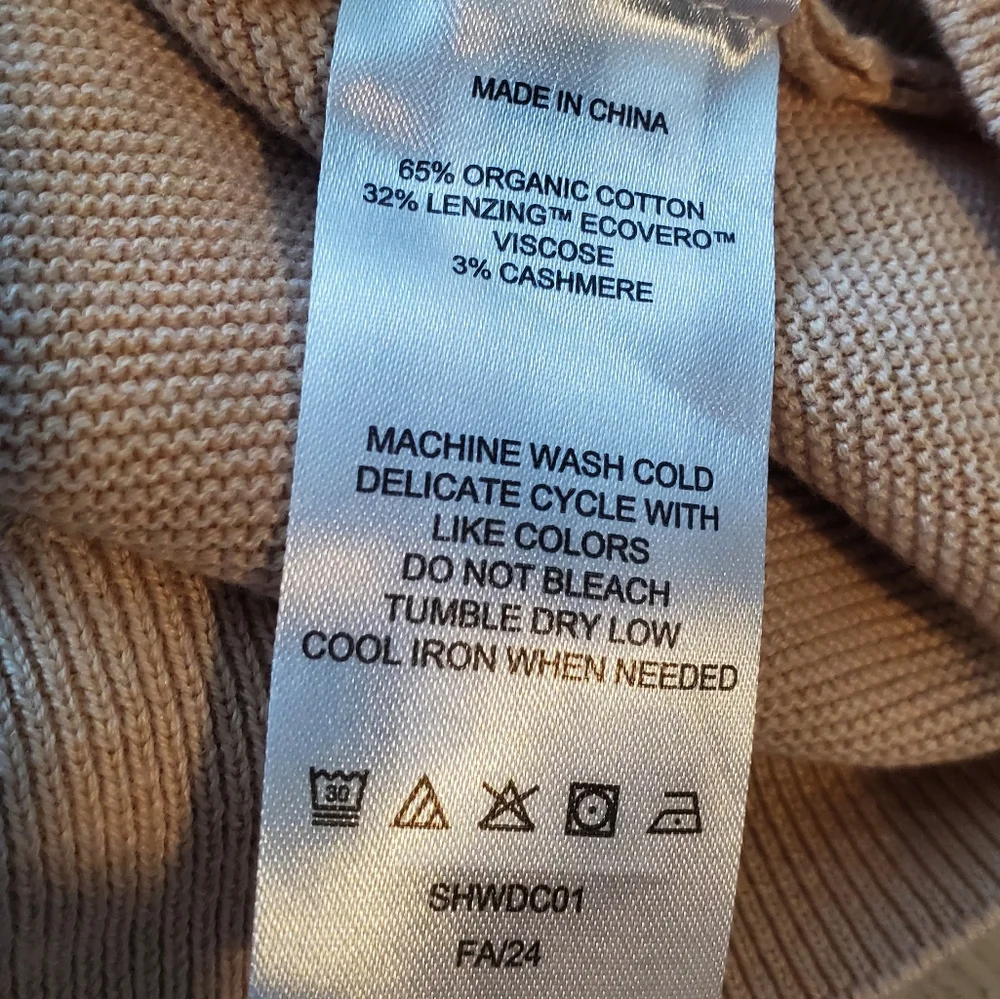 MADE IN CHINA
65% ORGANIC COTTON
32% LENZING™ ECOVERO™
VISCOSE
3% CASHMERE
MACHINE WASH COLD
DELICATE CYCLE WITH
LIKE COLORS
DO NOT BLEACH
TUMBLE DRY LOW
COOL IRON WHEN NEEDED
30
SHWDC01
FA/24